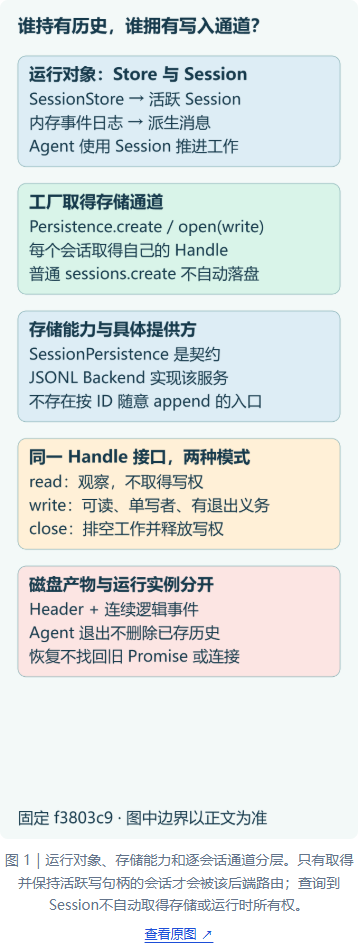 谁持有历史，谁拥有写入通道？
运行对象：Store 与 Session
SessionStore → 活跃 Session
内存事件日志 → 派生消息
Agent 使用 Session 推进工作
工厂取得存储通道
Persistence.create / open(write)
每个会话取得自己的 Handle
普通 sessions.create 不自动落盘
存储能力与具体提供方
SessionPersistence 是契约
JSONL Backend 实现该服务
不存在按 ID 随意 append 的入口
同一 Handle 接口，两种模式
read：观察，不取得写权
write：可读、单写者、有退出义务
close：排空工作并释放写权
磁盘产物与运行实例分开
Header + 连续逻辑事件
Agent 退出不删除已存历史
恢复不找回旧 Promise 或连接
固定 f3803c9 · 图中边界以正文为准
图 1｜运行对象、存储能力和逐会话通道分层。只有取得
并保持活跃写句柄的会话才会被该后端路由；查询到
Session不自动取得存储或运行时所有权。
查看原图 ↗